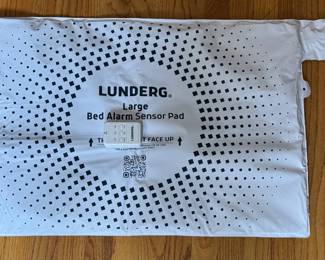 LUNDERG®
Large
Bed Alarm Sensor Pad
FACE UP